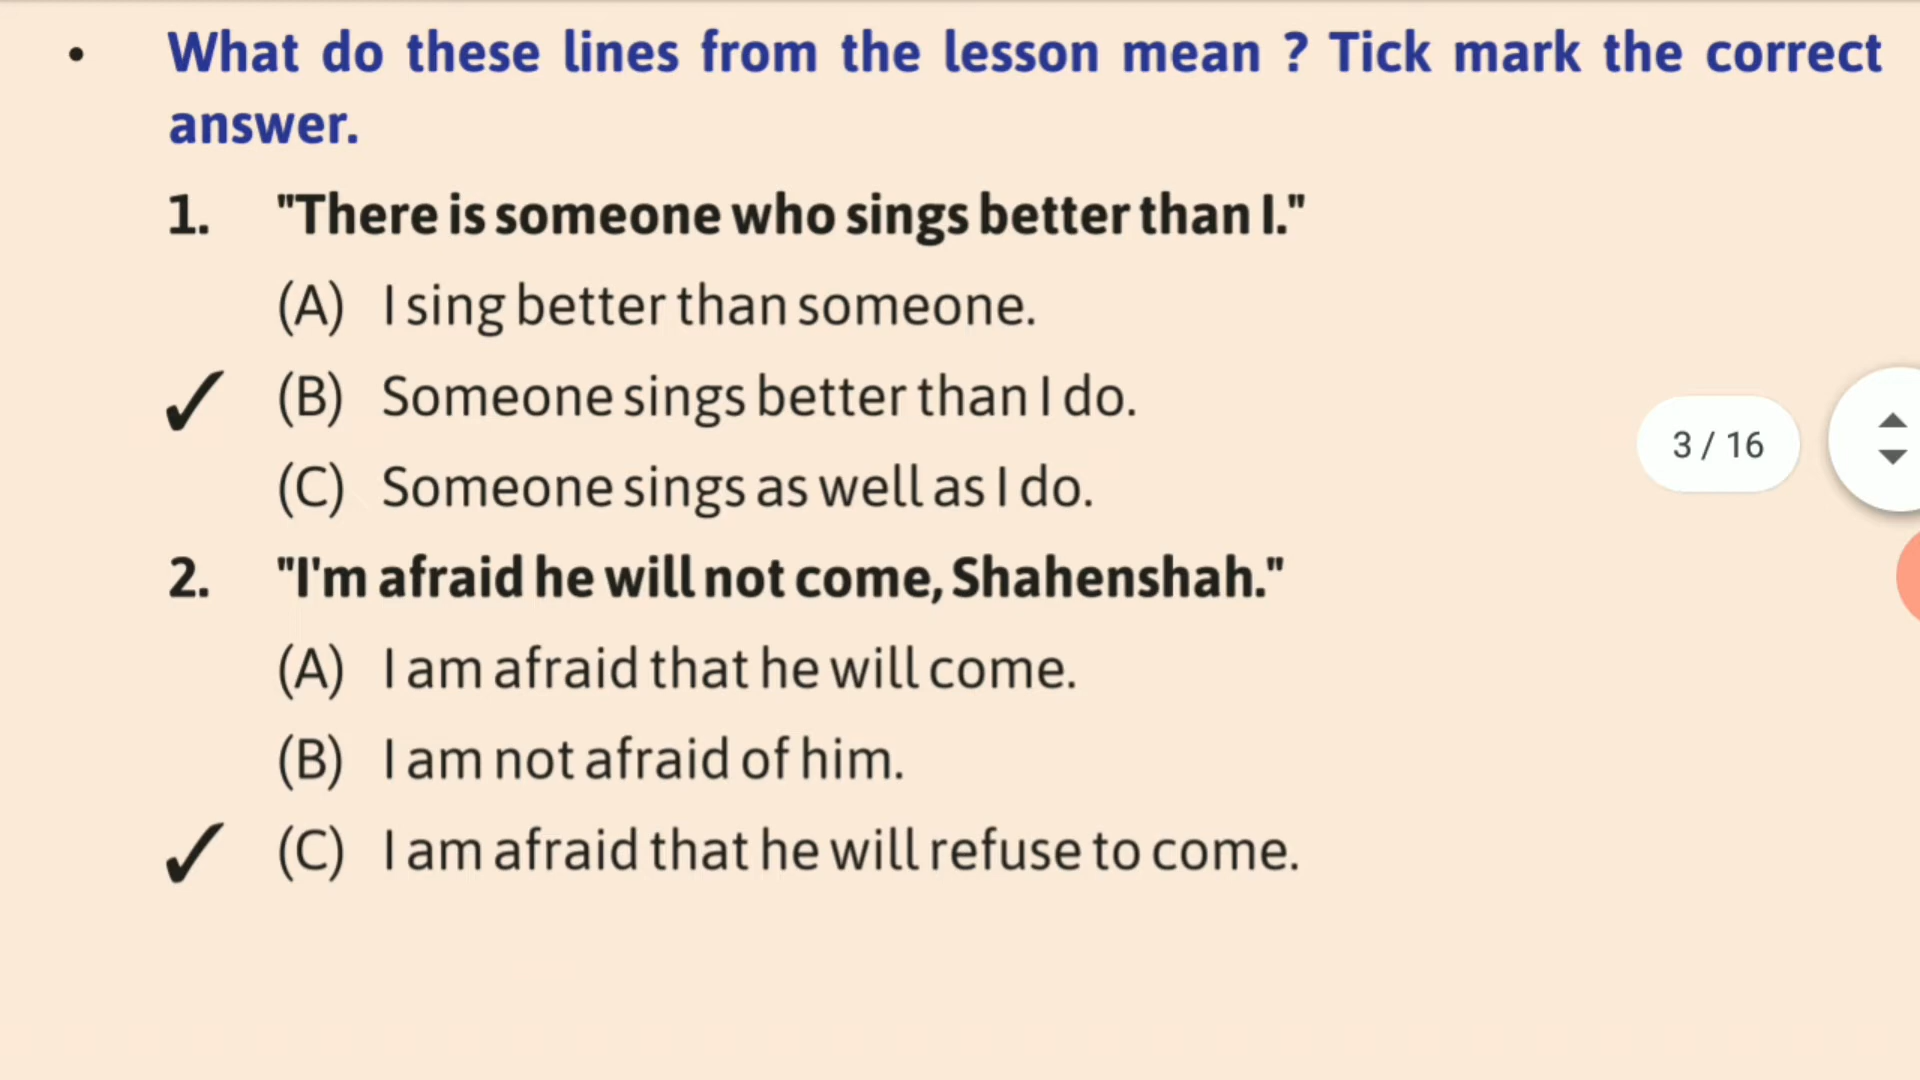 • What do these lines from the lesson mean ? Tick mark the correct
answer.
1. "There is someone who sings better than I."
(A) I sing better than someone.
✓ (B) Someone sings better than I do.
3 / 16
(C) Someone sings as well as I do.
2. "I'm afraid he will not come, Shahenshah."
(A) I am afraid that he will come.
(B) I am not afraid of him.
✓ (C) I am afraid that he will refuse to come.